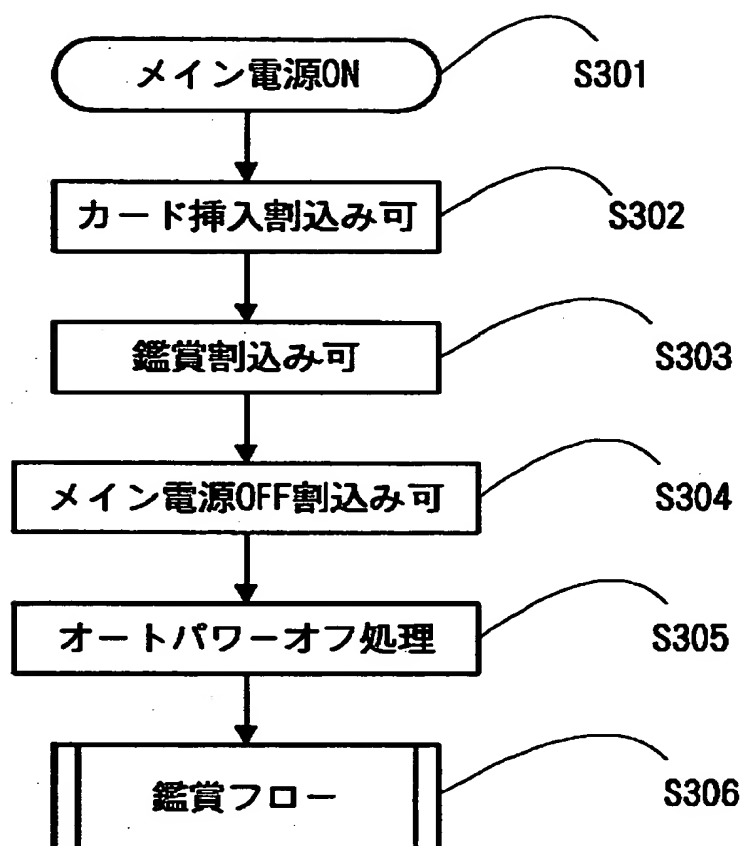 メイン電源ON
S301
カード挿入割込み可
S302
鑑賞割込み可
S303
メイン電源OFF割込み可
S304
オートパワーオフ処理
S305
鑑賞フロー
S306